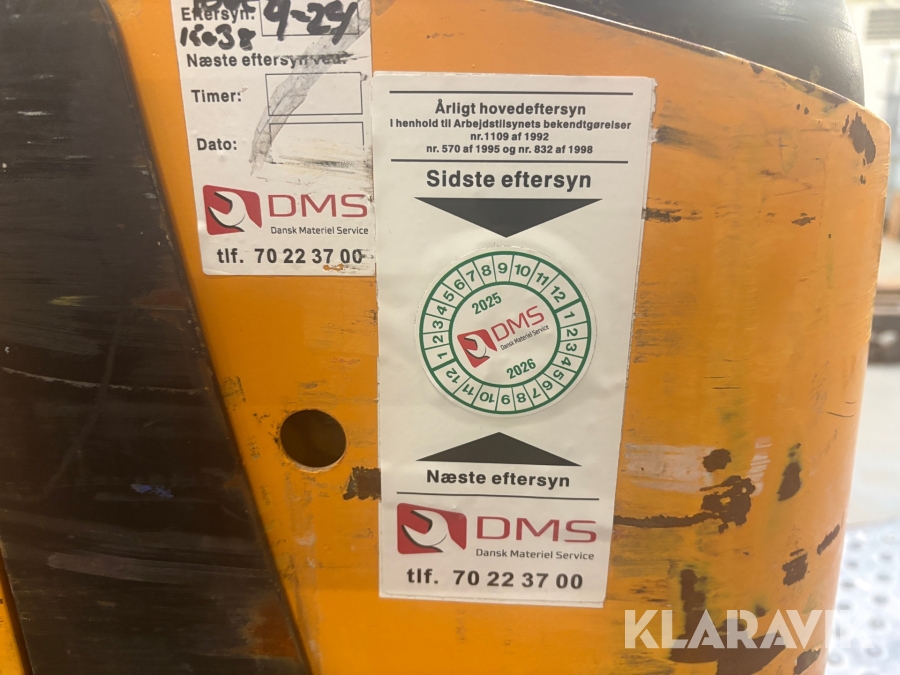 Eftersyn: 9-24
Næste eftersyn ved:
Timer:
Dato:
DMS
Dansk Materiel Service
tlf. 70 22 37 00
Årligt hovedeftersyn
I henhold til Arbejdstilsynets bekendtgørelser
nr.1109 af 1992
nr. 570 af 1995 og nr. 832 af 1998
Sidste eftersyn
1 2 3 4 5 6 7 8 9 10 11 12
2025
DMS
Dansk Materiel Service
2026
1 2 3 4 5 6 7 8 9 10 11 12
Næste eftersyn
DMS
Dansk Materiel Service
tlf. 70 22 37 00
KLARAVIK